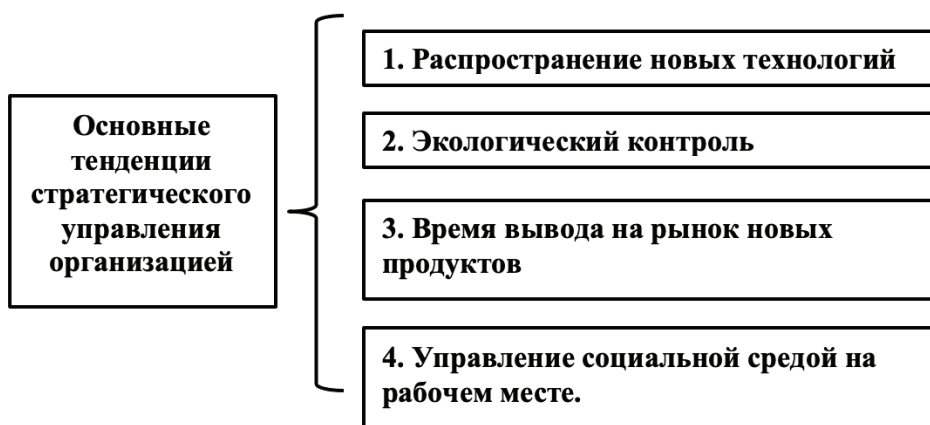 Основные
тенденции
стратегического
управления
организацией
1. Распространение новых технологий
2. Экологический контроль
3. Время вывода на рынок новых
продуктов
4. Управление социальной средой на
рабочем месте.